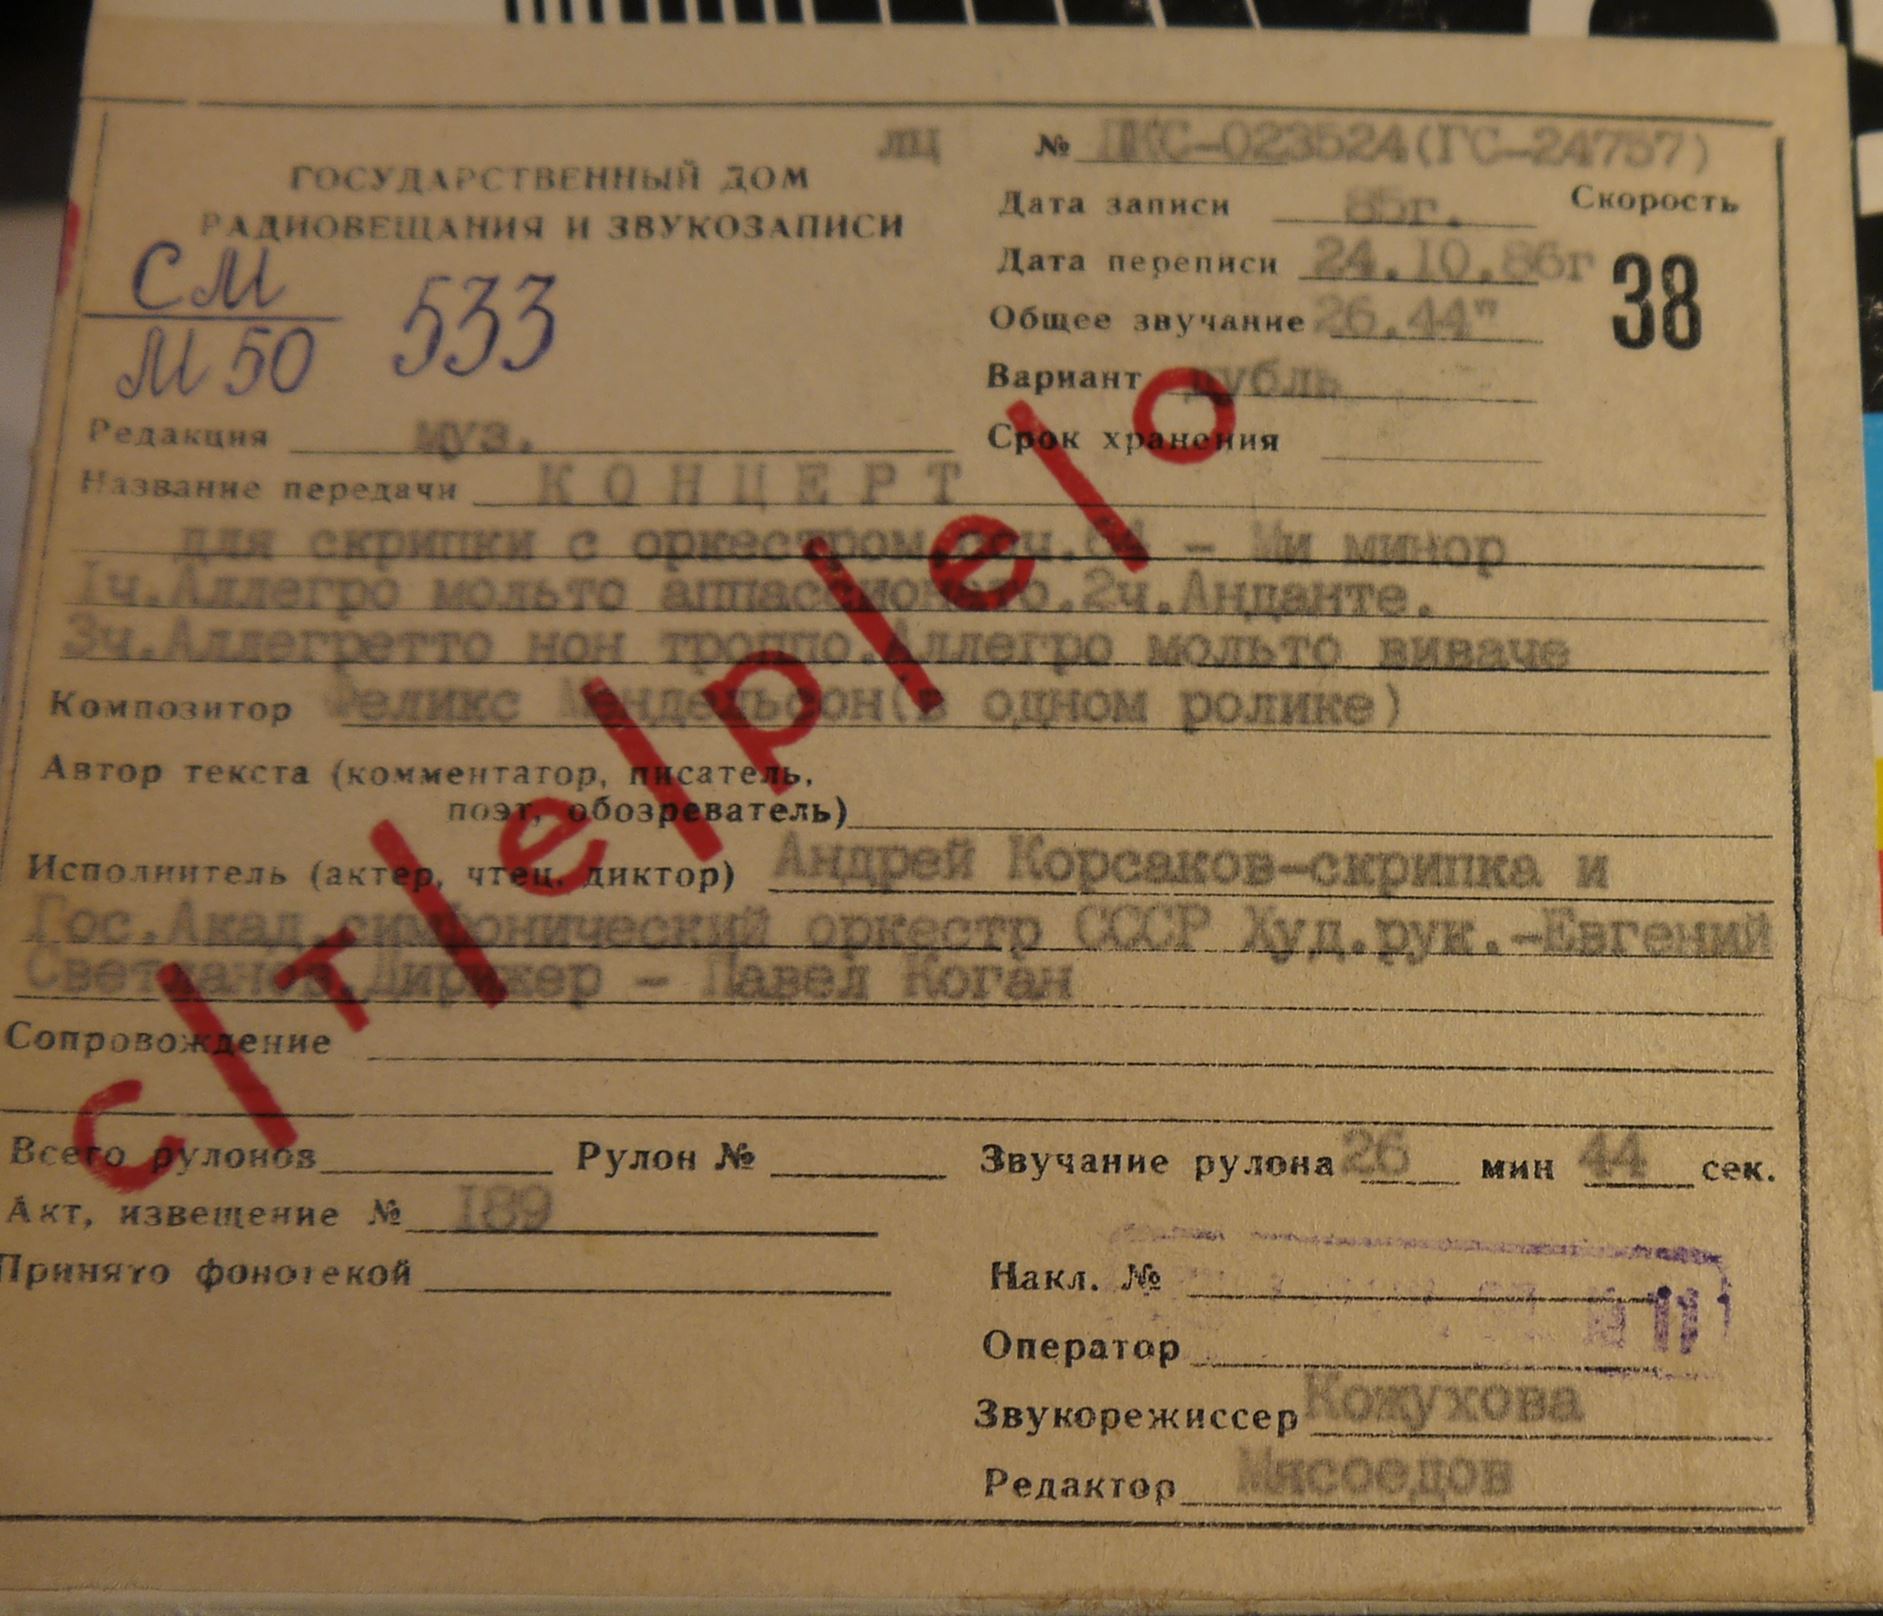 лц № ДКС-023524(ГС-24757)
ГОСУДАРСТВЕННЫЙ ДОМ
РАДИОВЕЩАНИЯ И ЗВУКОЗАПИСИ
Дата записи 85г. Скорость
Дата переписи 24.10.86г 38
Общее звучание 26.44"
СМ
М 50 533
Вариант дубль
Редакция муз.
Срок хранения
Название передачи КОНЦЕРТ
для скрипки с оркестром.соч.64 - Ми минор
1ч.Аллегро мольто аппассионато.2ч.Анданте.
3ч.Аллегретто нон троппо.Аллегро мольто виваче
Композитор Феликс Мендельсон(в одном ролике)
Автор текста (комментатор, писатель,
поэт, обозреватель)
Исполнитель (актер, чтец, диктор) Андрей Корсаков-скрипка и
Гос.Акад.симфонический оркестр СССР Худ.рук.-Евгений
Светланов.Дирижер - Павел Коган
с/т/е/р/е/о
Сопровождение
Всего рулонов Рулон № Звучание рулона 26 мин 44 сек.
Акт, извещение № 189
Принято фонотекой
Накл. №
Оператор
Звукорежиссер Кожухова
Редактор Мясоедов